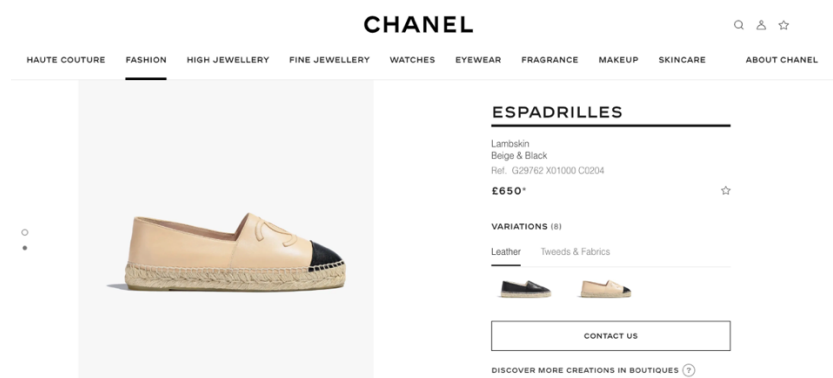 CHANEL
HAUTE COUTURE FASHION HIGH JEWELLERY FINE JEWELLERY WATCHES EYEWEAR FRAGRANCE MAKEUP SKINCARE ABOUT CHANEL
ESPADRILLES
Lambskin
Beige & Black
Ref. G29762 X01000 C0204
£650*
VARIATIONS (8)
Leather Tweeds & Fabrics
CONTACT US
DISCOVER MORE CREATIONS IN BOUTIQUES ?